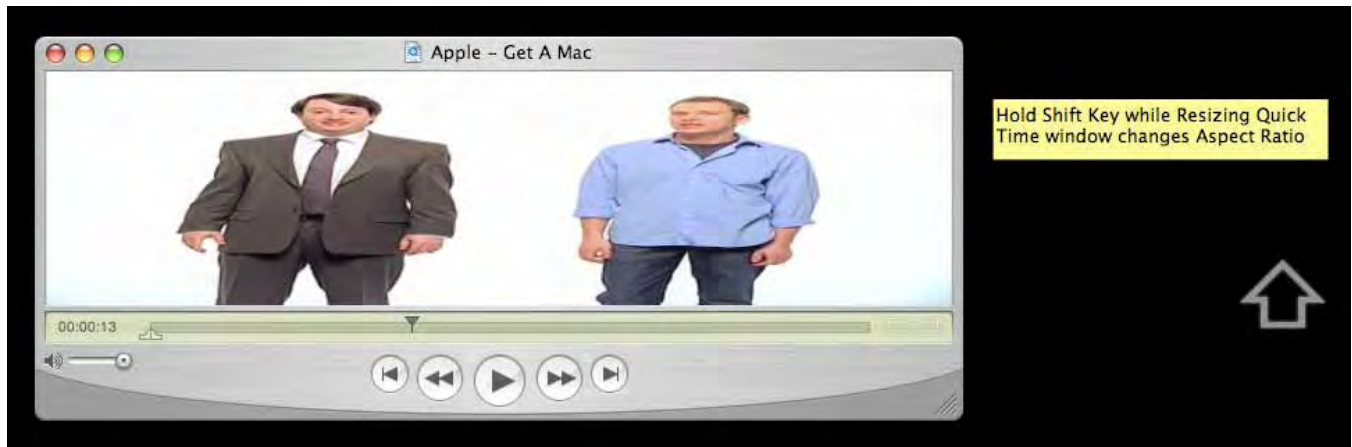 Apple – Get A Mac
Hold Shift Key while Resizing Quick
Time window changes Aspect Ratio
00:00:13